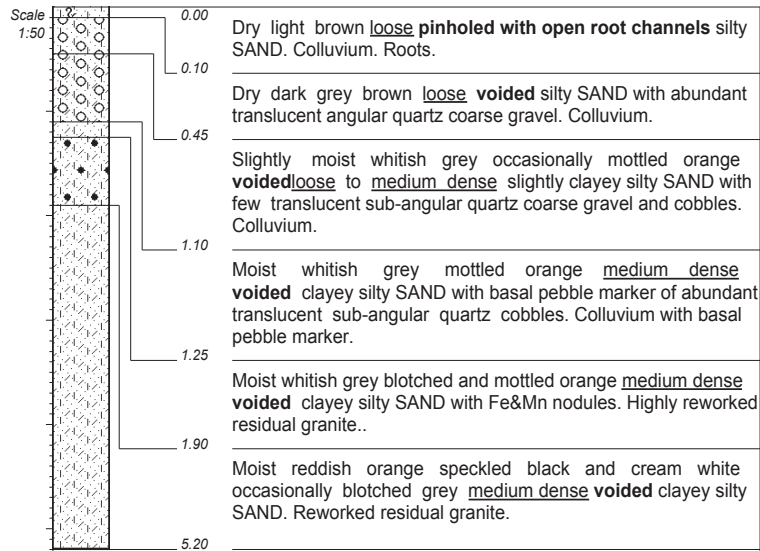 Scale
1:50
0.00
Dry light brown loose pinholed with open root channels silty
SAND. Colluvium. Roots.
0.10
Dry dark grey brown loose voided silty SAND with abundant
translucent angular quartz coarse gravel. Colluvium.
0.45
Slightly moist whitish grey occasionally mottled orange
voidedloose to medium dense slightly clayey silty SAND with
few translucent sub-angular quartz coarse gravel and cobbles.
Colluvium.
1.10
Moist whitish grey mottled orange medium dense
voided clayey silty SAND with basal pebble marker of abundant
translucent sub-angular quartz cobbles. Colluvium with basal
pebble marker.
1.25
Moist whitish grey blotched and mottled orange medium dense
voided clayey silty SAND with Fe&Mn nodules. Highly reworked
residual granite..
1.90
Moist reddish orange speckled black and cream white
occasionally blotched grey medium dense voided clayey silty
SAND. Reworked residual granite.
5.20